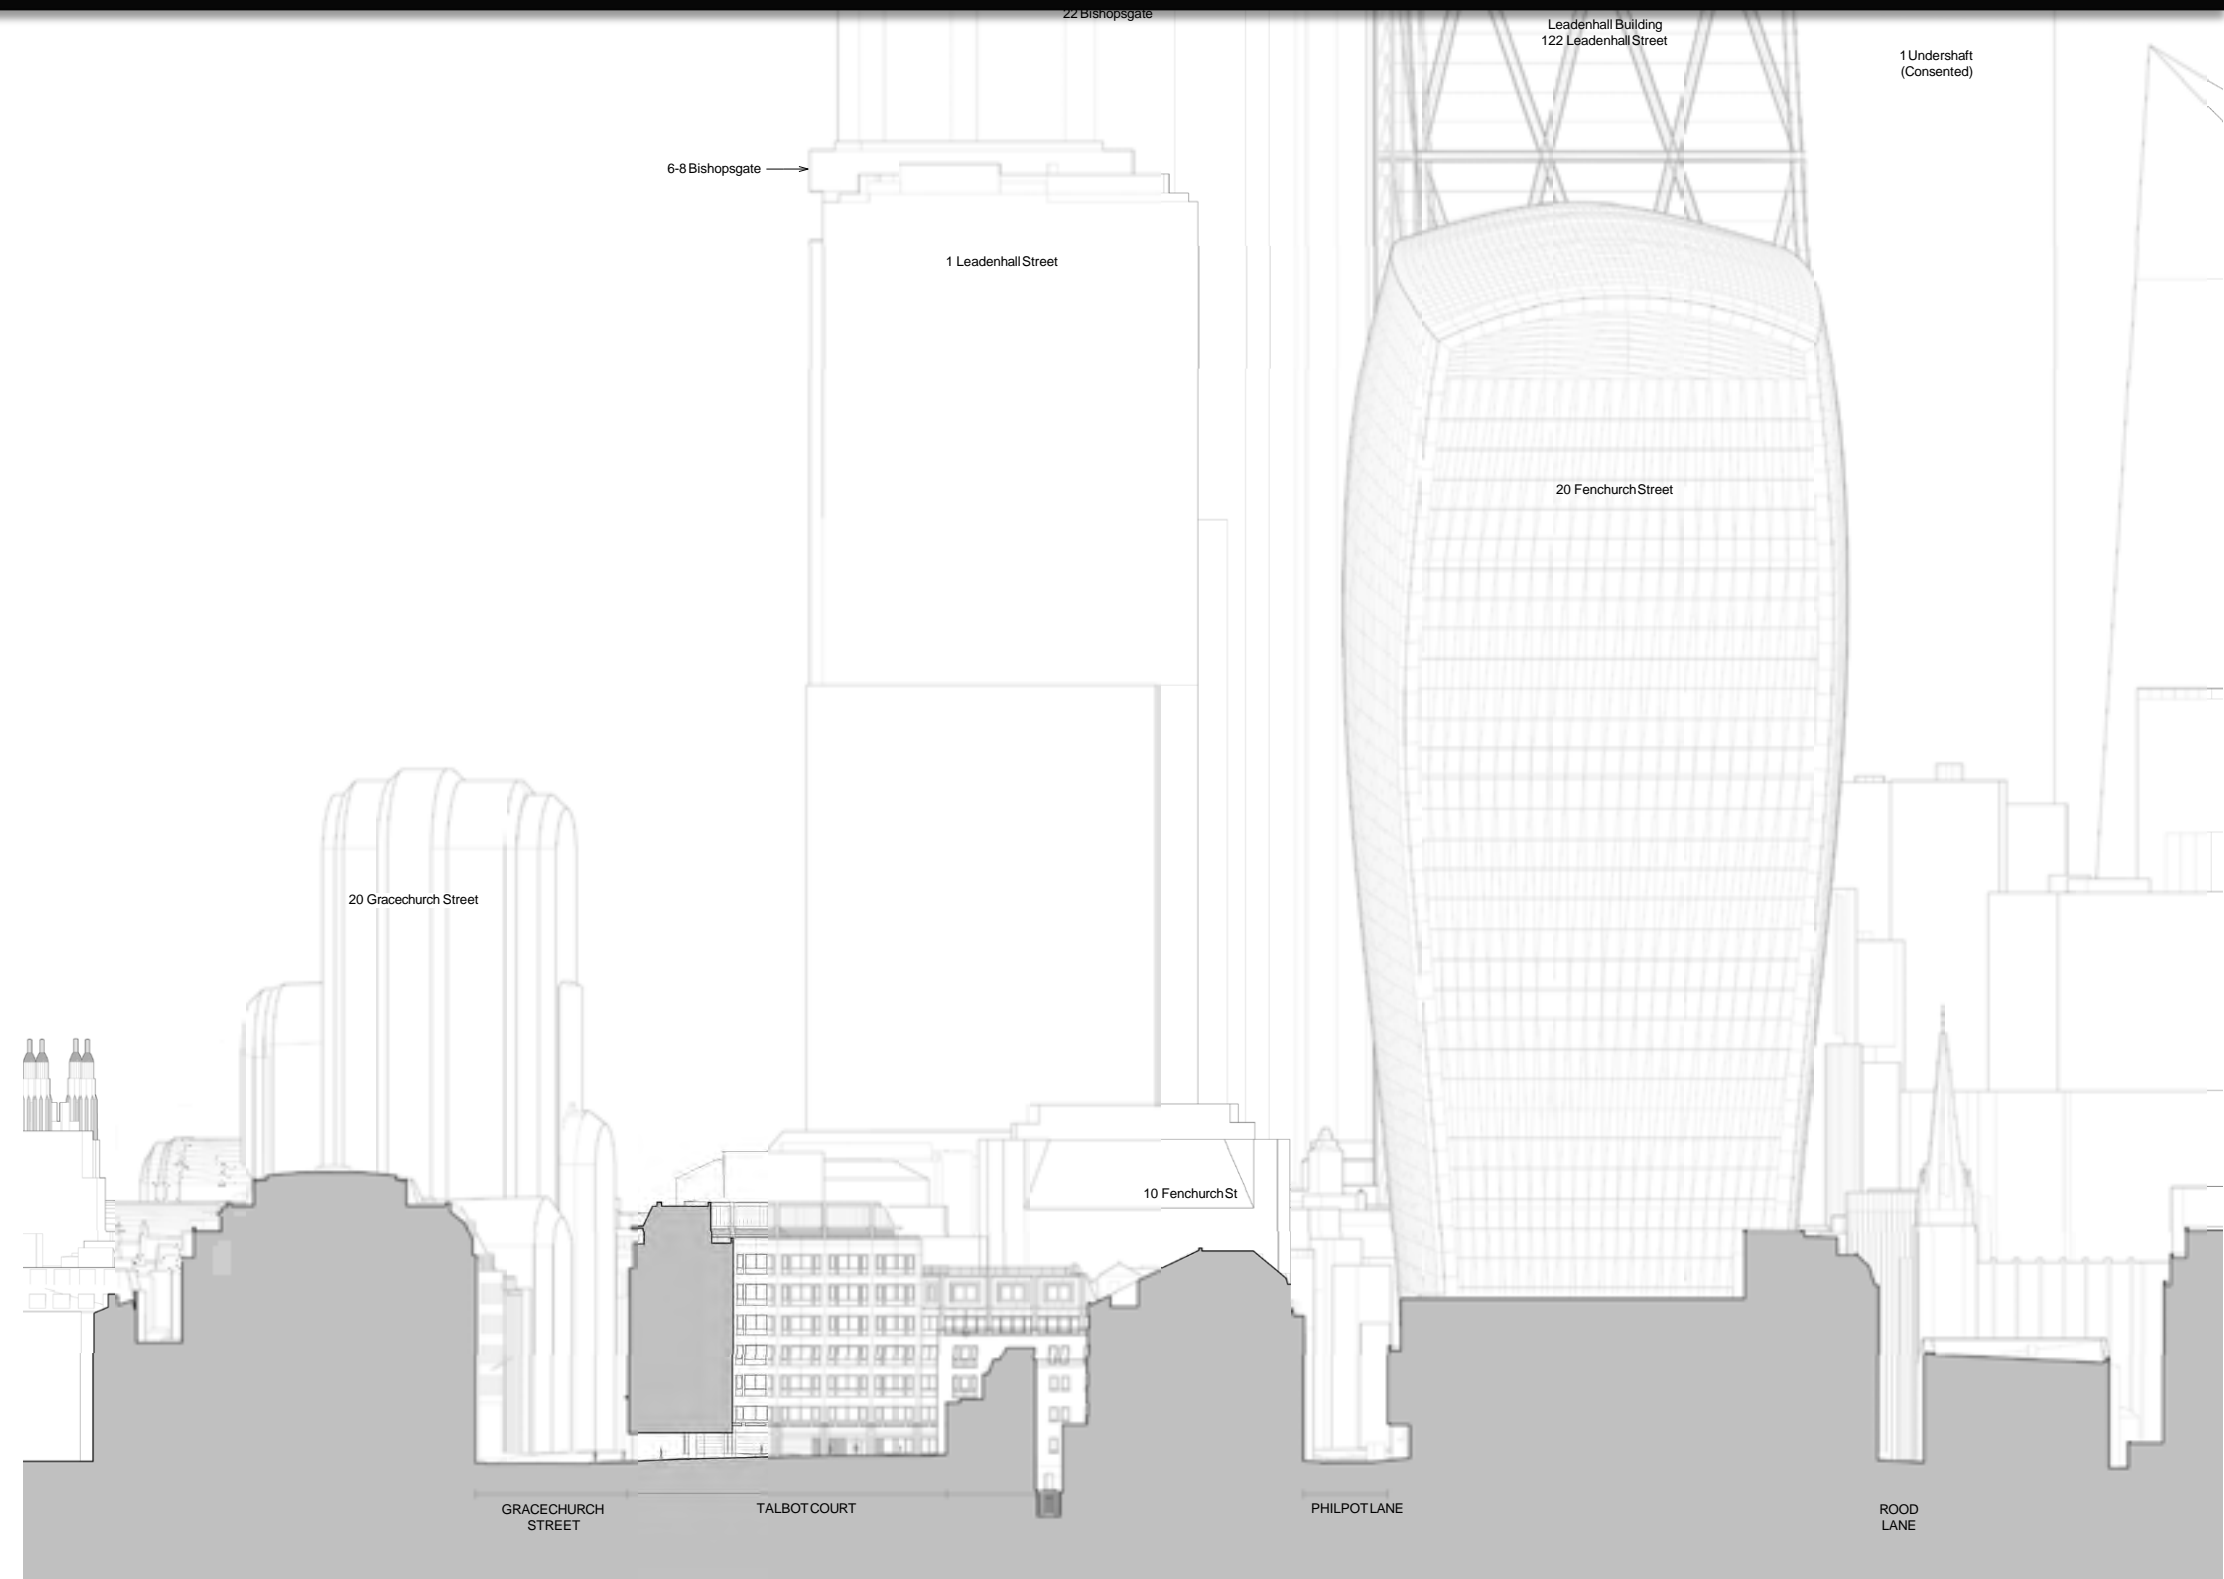 22 Bishopsgate
Leadenhall Building
122 Leadenhall Street
1 Undershaft
(Consented)
6-8 Bishopsgate
1 Leadenhall Street
20 Fenchurch Street
20 Gracechurch Street
10 Fenchurch St
GRACECHURCH
STREET
TALBOT COURT
PHILPOT LANE
ROOD
LANE